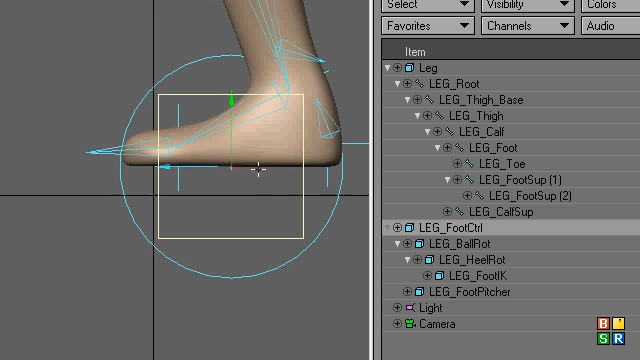 Select Visibility Colors
Favorites Channels Audio
Item
Leg
LEG_Root
LEG_Thigh_Base
LEG_Thigh
LEG_Calf
LEG_Foot
LEG_Toe
LEG_FootSup (1)
LEG_FootSup (2)
LEG_CalfSup
LEG_FootCtrl
LEG_BallRot
LEG_HeelRot
LEG_FootIK
LEG_FootPitcher
Light
Camera
B
S R